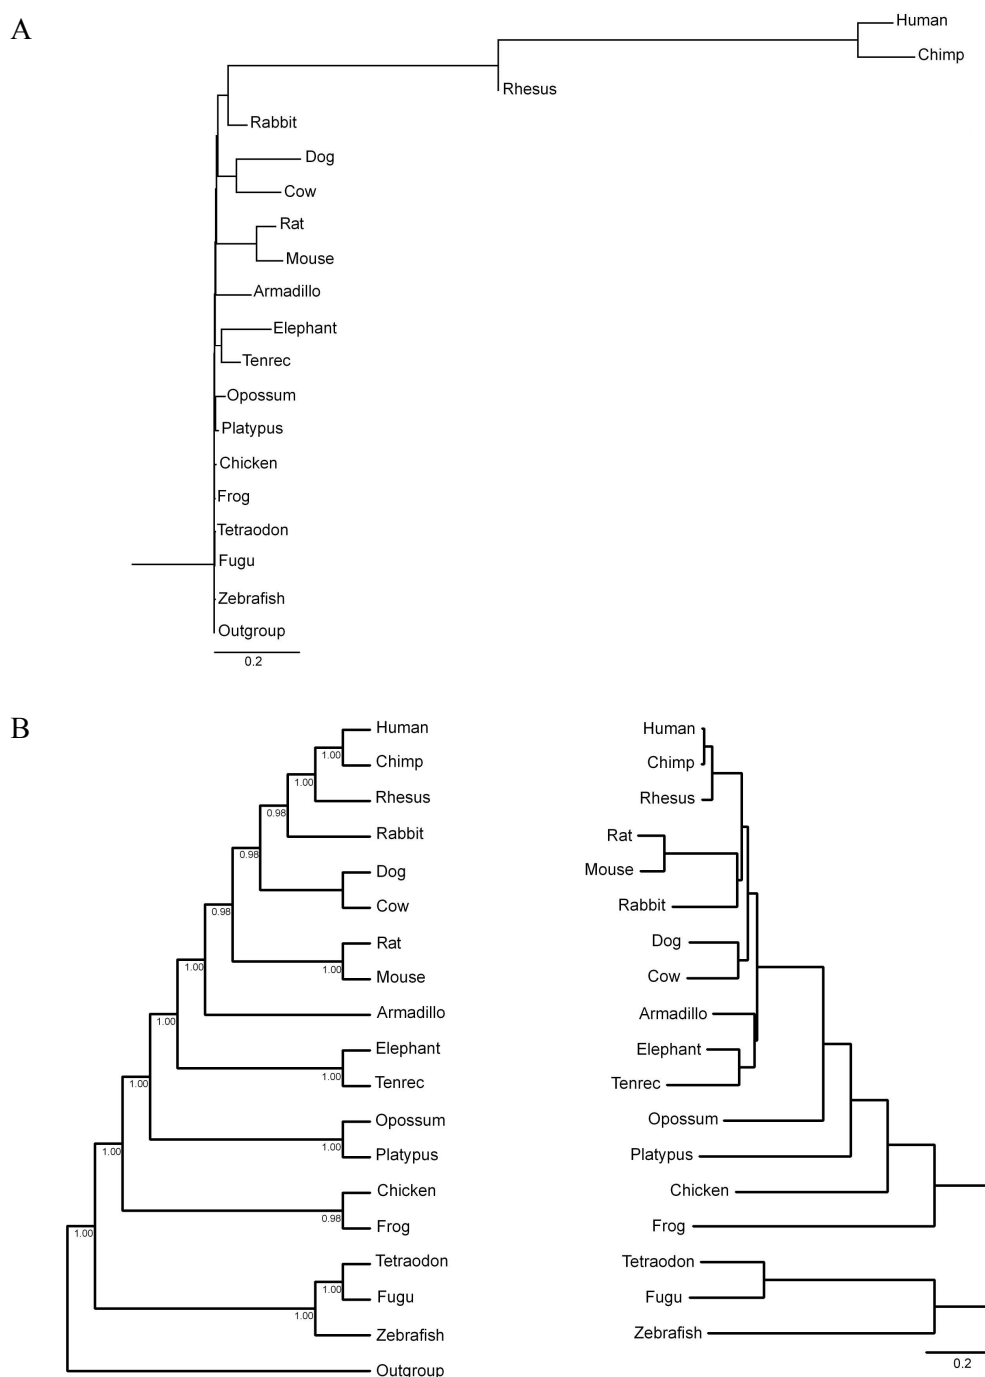 A
Human
Chimp
Rhesus
Rabbit
Dog
Cow
Rat
Mouse
Armadillo
Elephant
Tenrec
Opossum
Platypus
Chicken
Frog
Tetraodon
Fugu
Zebrafish
Outgroup
0.2
B
Human
1.00
Chimp
1.00
Rhesus
0.98
Rabbit
0.98
Dog
Cow
0.98
Rat
1.00
Mouse
1.00
Armadillo
1.00
Elephant
1.00
Tenrec
1.00
Opossum
1.00
Platypus
1.00
Chicken
0.98
Frog
1.00
Tetraodon
1.00
Fugu
1.00
Zebrafish
Outgroup
Human
Chimp
Rhesus
Rat
Mouse
Rabbit
Dog
Cow
Armadillo
Elephant
Tenrec
Opossum
Platypus
Chicken
Frog
Tetraodon
Fugu
Zebrafish
0.2